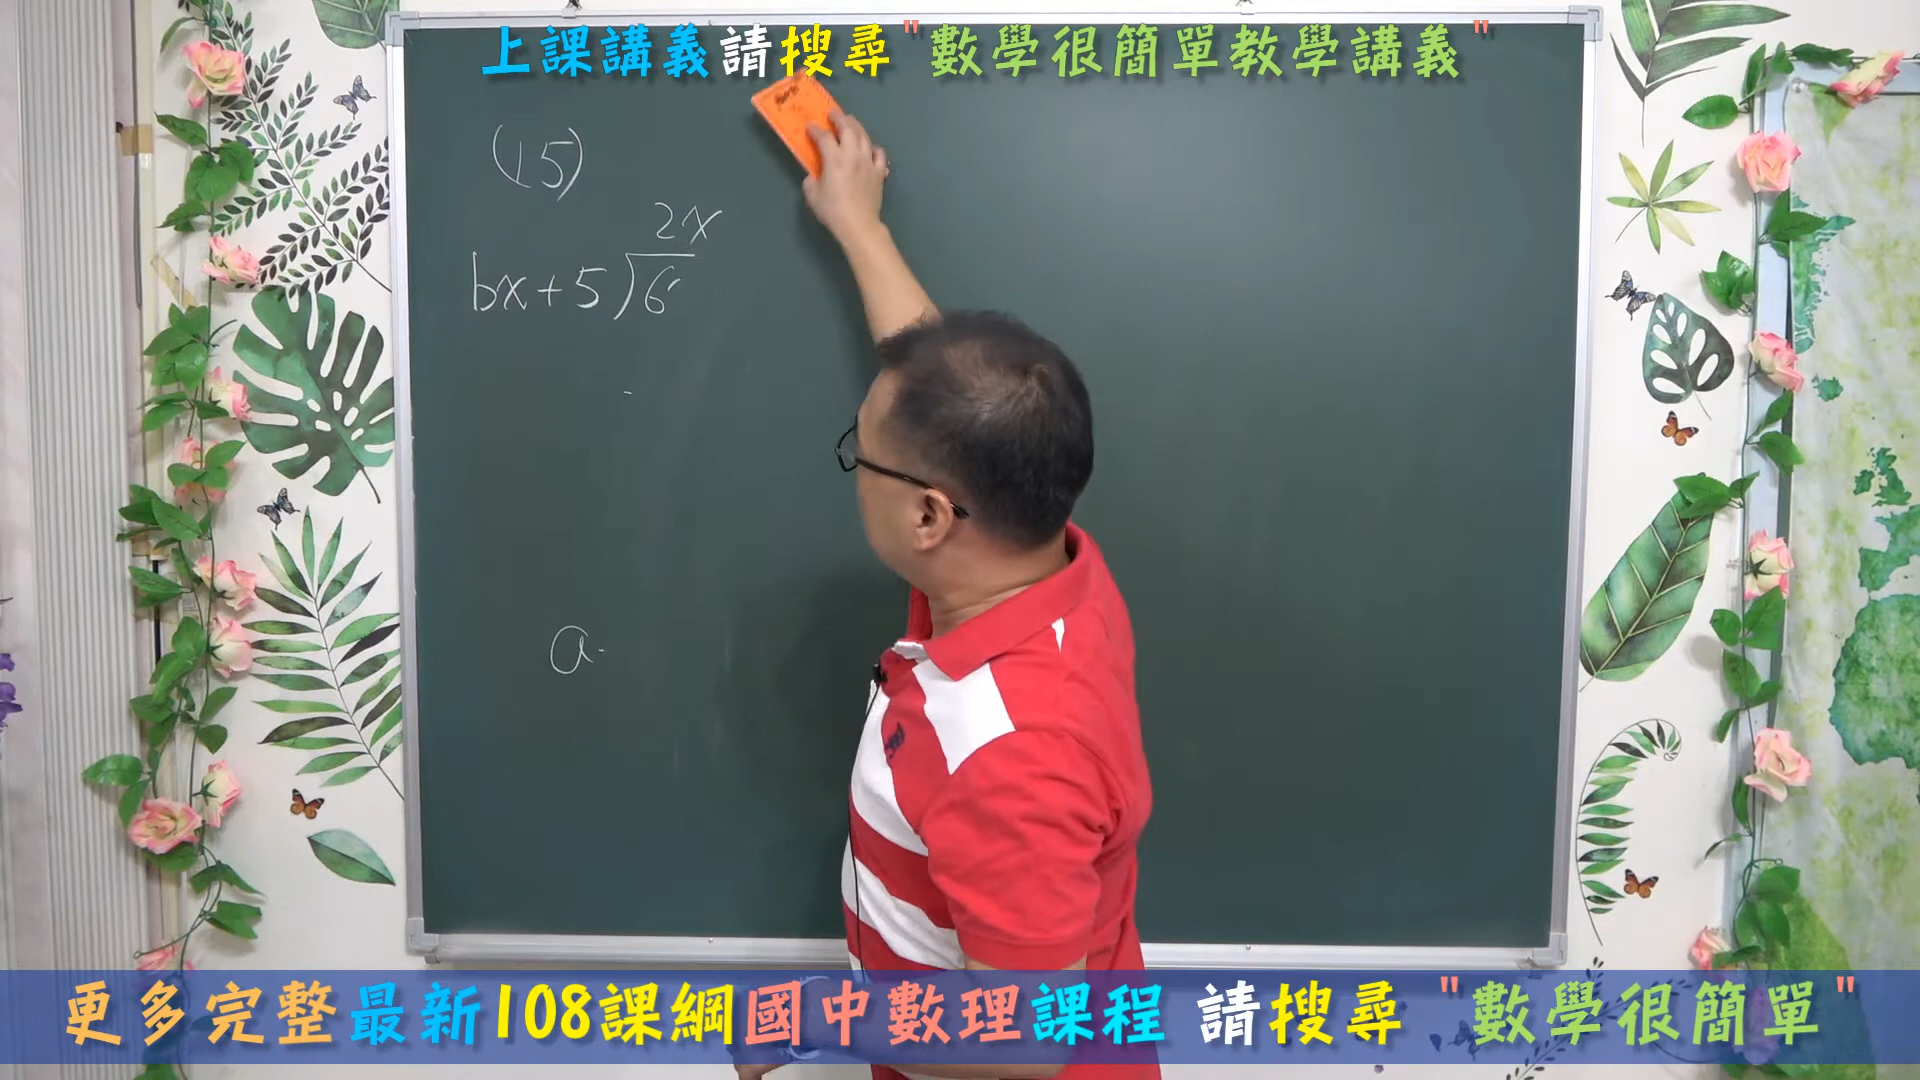 上課講義請搜尋"數學很簡單教學講義"
(15)
2x
bx+5)6
a
更多完整最新108課綱國中數理課程 請搜尋 "數學很簡單"